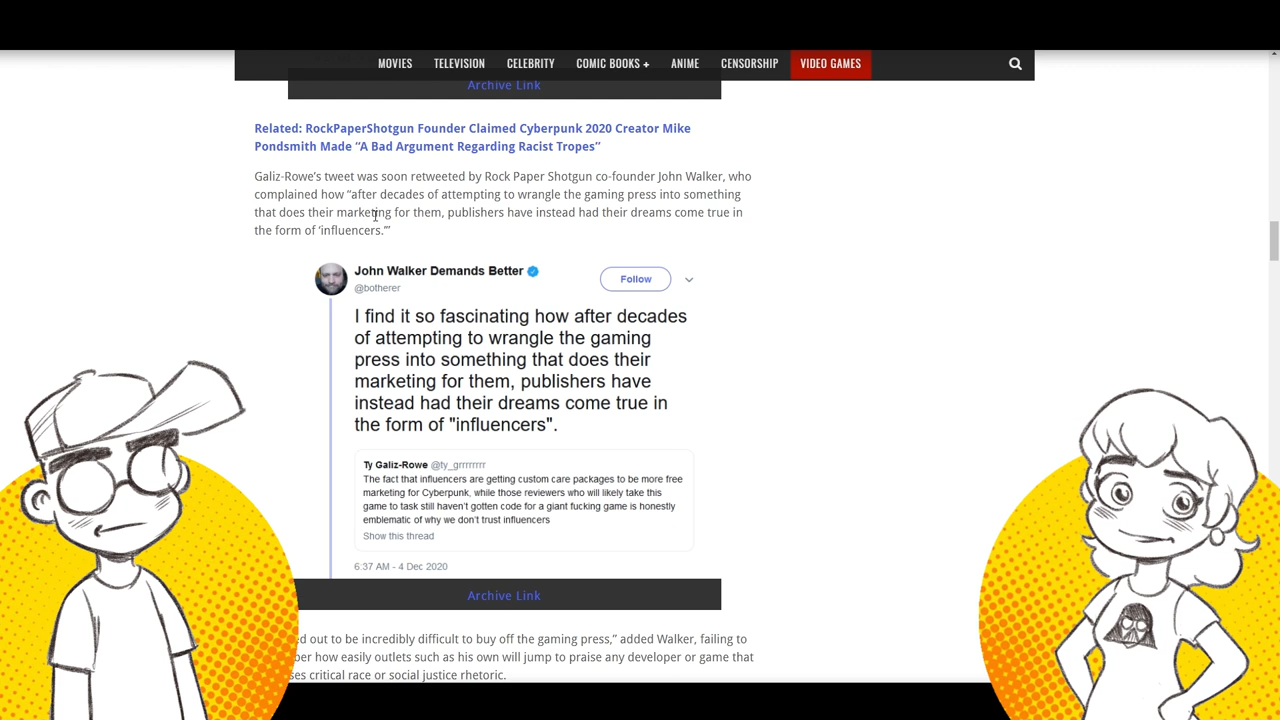 MOVIES TELEVISION CELEBRITY COMIC BOOKS + ANIME CENSORSHIP VIDEO GAMES
Archive Link
Related: RockPaperShotgun Founder Claimed Cyberpunk 2020 Creator Mike
Pondsmith Made “A Bad Argument Regarding Racist Tropes”
Galiz-Rowe’s tweet was soon retweeted by Rock Paper Shotgun co-founder John Walker, who
complained how “after decades of attempting to wrangle the gaming press into something
that does their marketing for them, publishers have instead had their dreams come true in
the form of ‘influencers.’”
John Walker Demands Better
Follow
@botherer
I find it so fascinating how after decades
of attempting to wrangle the gaming
press into something that does their
marketing for them, publishers have
instead had their dreams come true in
the form of "influencers".
Ty Galiz-Rowe @ty_grrrrrrrr
The fact that influencers are getting custom care packages to be more free
marketing for Cyberpunk, while those reviewers who will likely take this
game to task still haven't gotten code for a giant fucking game is honestly
emblematic of why we don't trust influencers
Show this thread
6:37 AM - 4 Dec 2020
Archive Link
ed out to be incredibly difficult to buy off the gaming press,” added Walker, failing to
ber how easily outlets such as his own will jump to praise any developer or game that
ses critical race or social justice rhetoric.